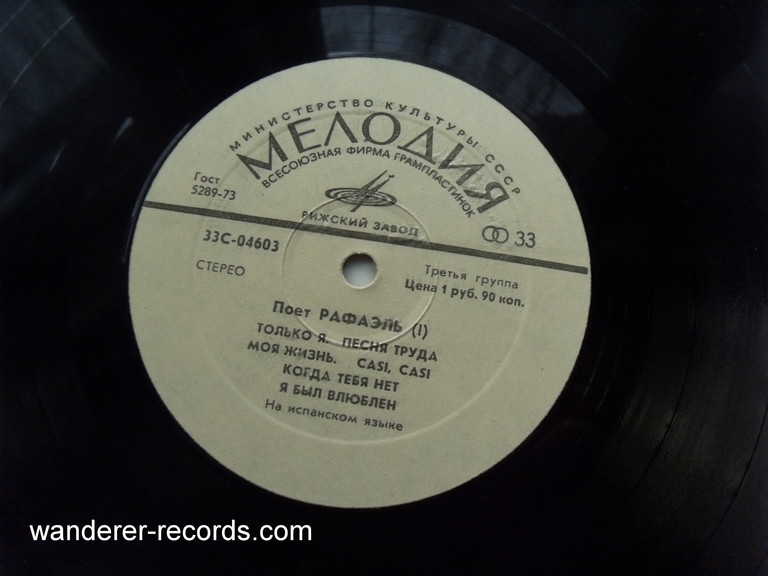 МИНИСТЕРСТВО КУЛЬТУРЫ СССР
МЕЛОДИЯ
ВСЕСОЮЗНАЯ ФИРМА ГРАМПЛАСТИНОК
Гост
5289-73
РИЖСКИЙ ЗАВОД
33
33С-04603
СТЕРЕО
Третья группа
Цена 1 руб. 90 коп.
Поет РАФАЭЛЬ (I)
ТОЛЬКО Я. ПЕСНЯ ТРУДА
МОЯ ЖИЗНЬ. CASI, CASI
КОГДА ТЕБЯ НЕТ
Я БЫЛ ВЛЮБЛЕН
На испанском языке
wanderer-records.com